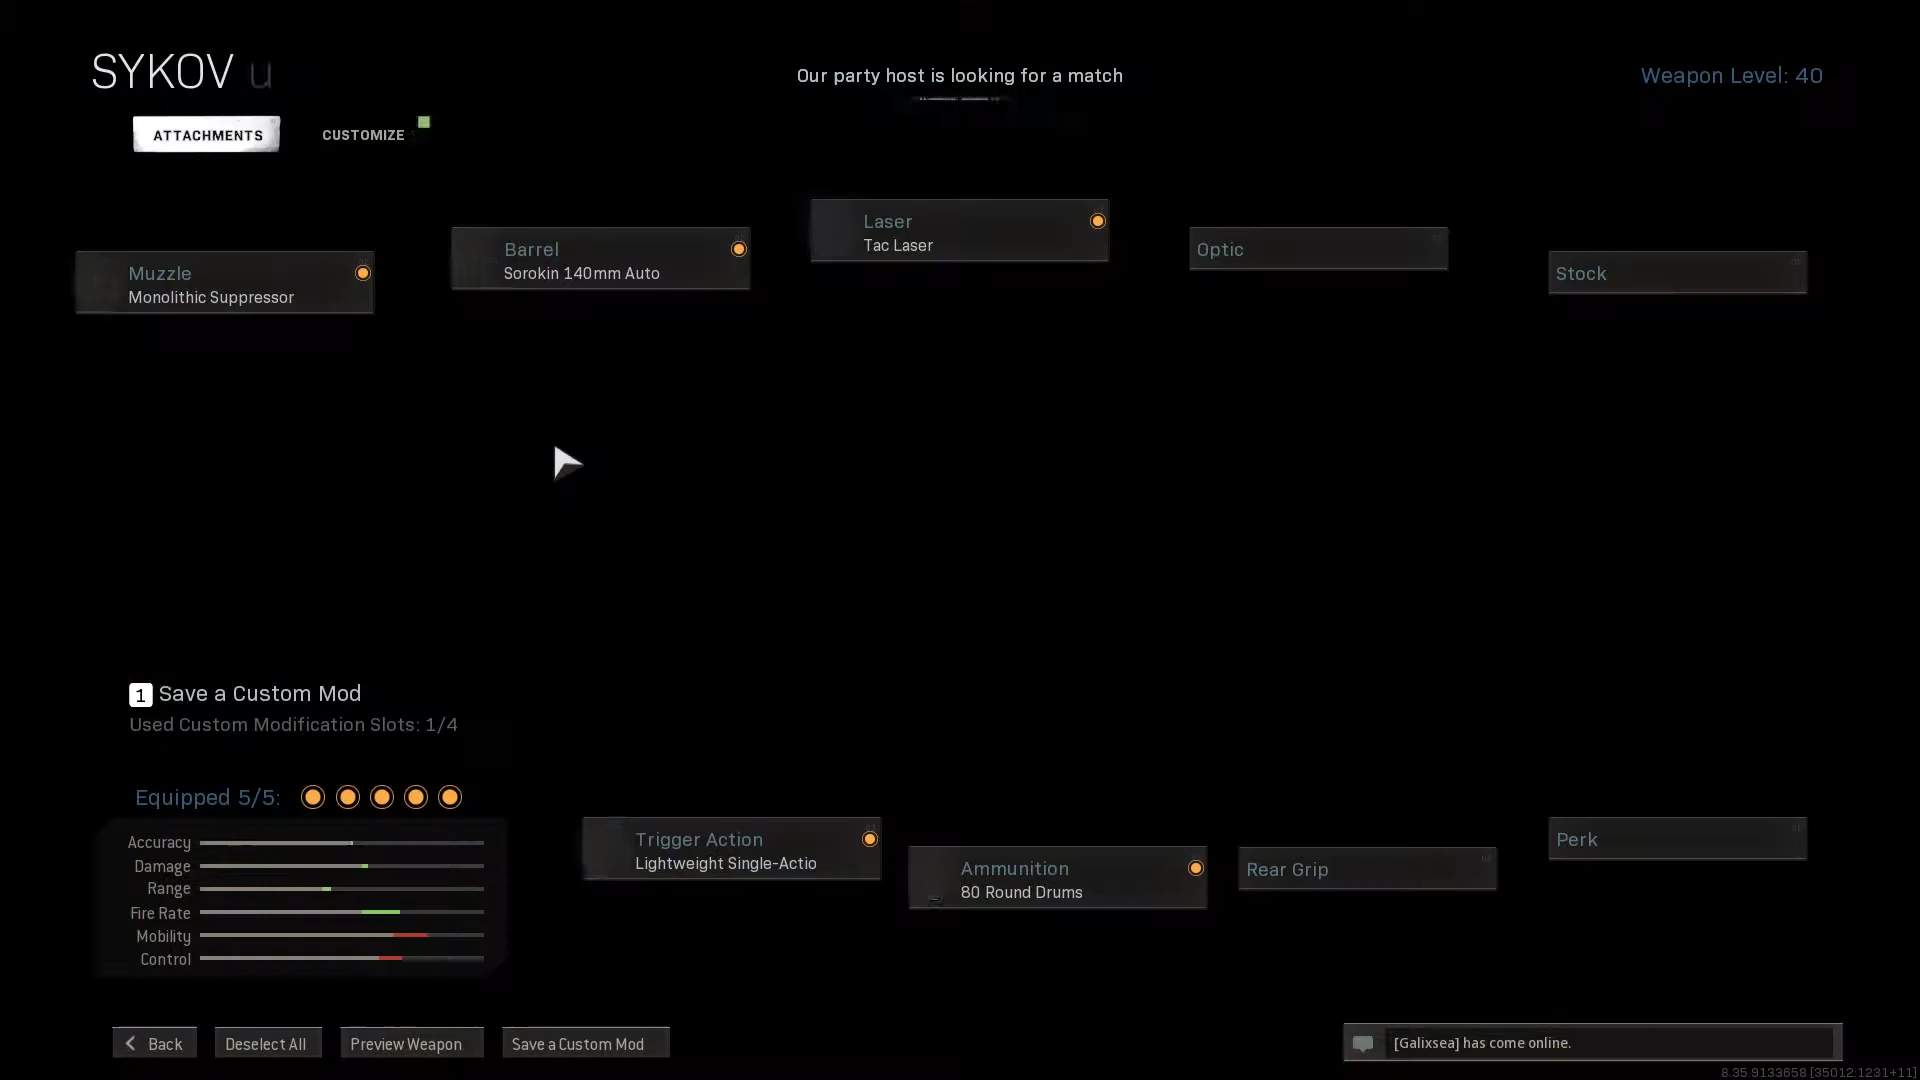 SYKOV u
Our party host is looking for a match
Weapon Level: 40
ATTACHMENTS
CUSTOMIZE
Laser
Tac Laser
Barrel
Sorokin 140mm Auto
Optic
Muzzle
Monolithic Suppressor
Stock
1 Save a Custom Mod
Used Custom Modification Slots: 1/4
Equipped 5/5:
Accuracy
Damage
Range
Fire Rate
Mobility
Control
Trigger Action
Lightweight Single-Actio
Ammunition
80 Round Drums
Rear Grip
Perk
Back
Deselect All
Preview Weapon
Save a Custom Mod
[Galixsea] has come online.
8.35.9133658 [35012:1231+11]